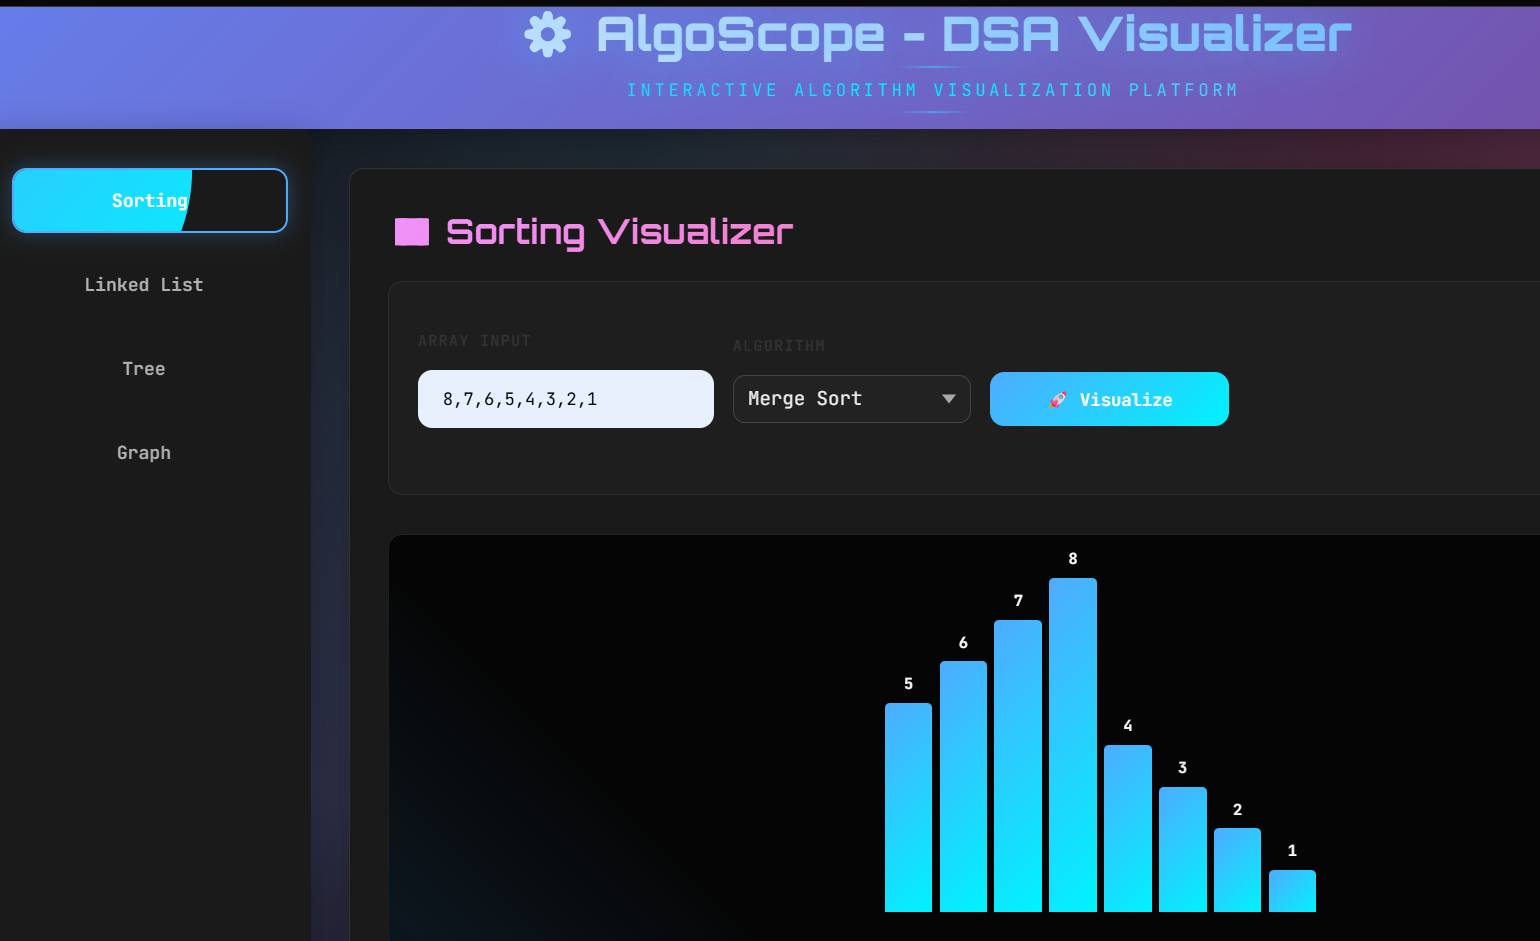 AlgoScope - DSA Visualizer
INTERACTIVE ALGORITHM VISUALIZATION PLATFORM
Sorting
Linked List
Tree
Graph
Sorting Visualizer
ARRAY INPUT
ALGORITHM
8,7,6,5,4,3,2,1
Merge Sort
🚀 Visualize
5
6
7
8
4
3
2
1